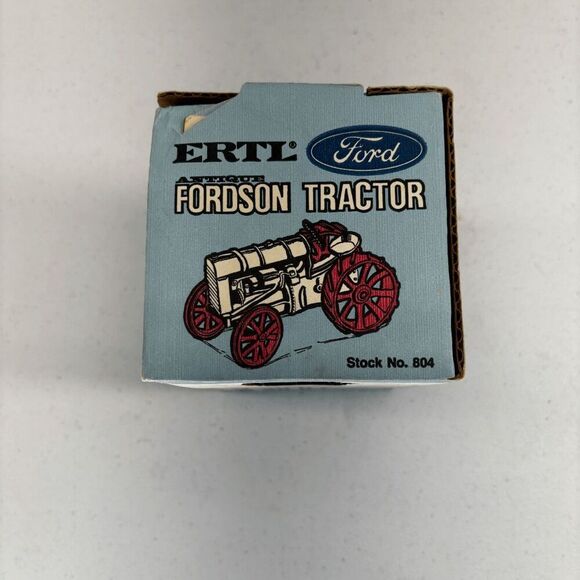 ERTL® Ford
ANTIQUE
FORDSON TRACTOR
Stock No. 804